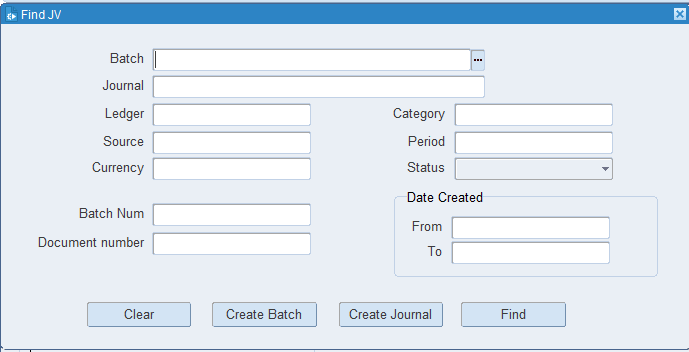 Find JV
Batch
...
Journal
Ledger
Category
Source
Period
Currency
Status
Date Created
Batch Num
From
Document number
To
Clear
Create Batch
Create Journal
Find